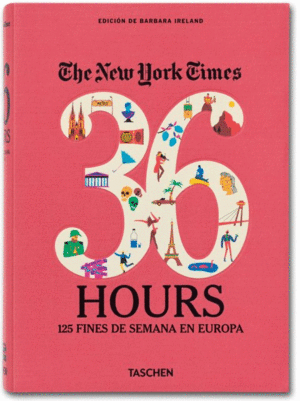 EDICIÓN DE BARBARA IRELAND
The New York Times
36
HOURS
125 FINES DE SEMANA EN EUROPA
TASCHEN